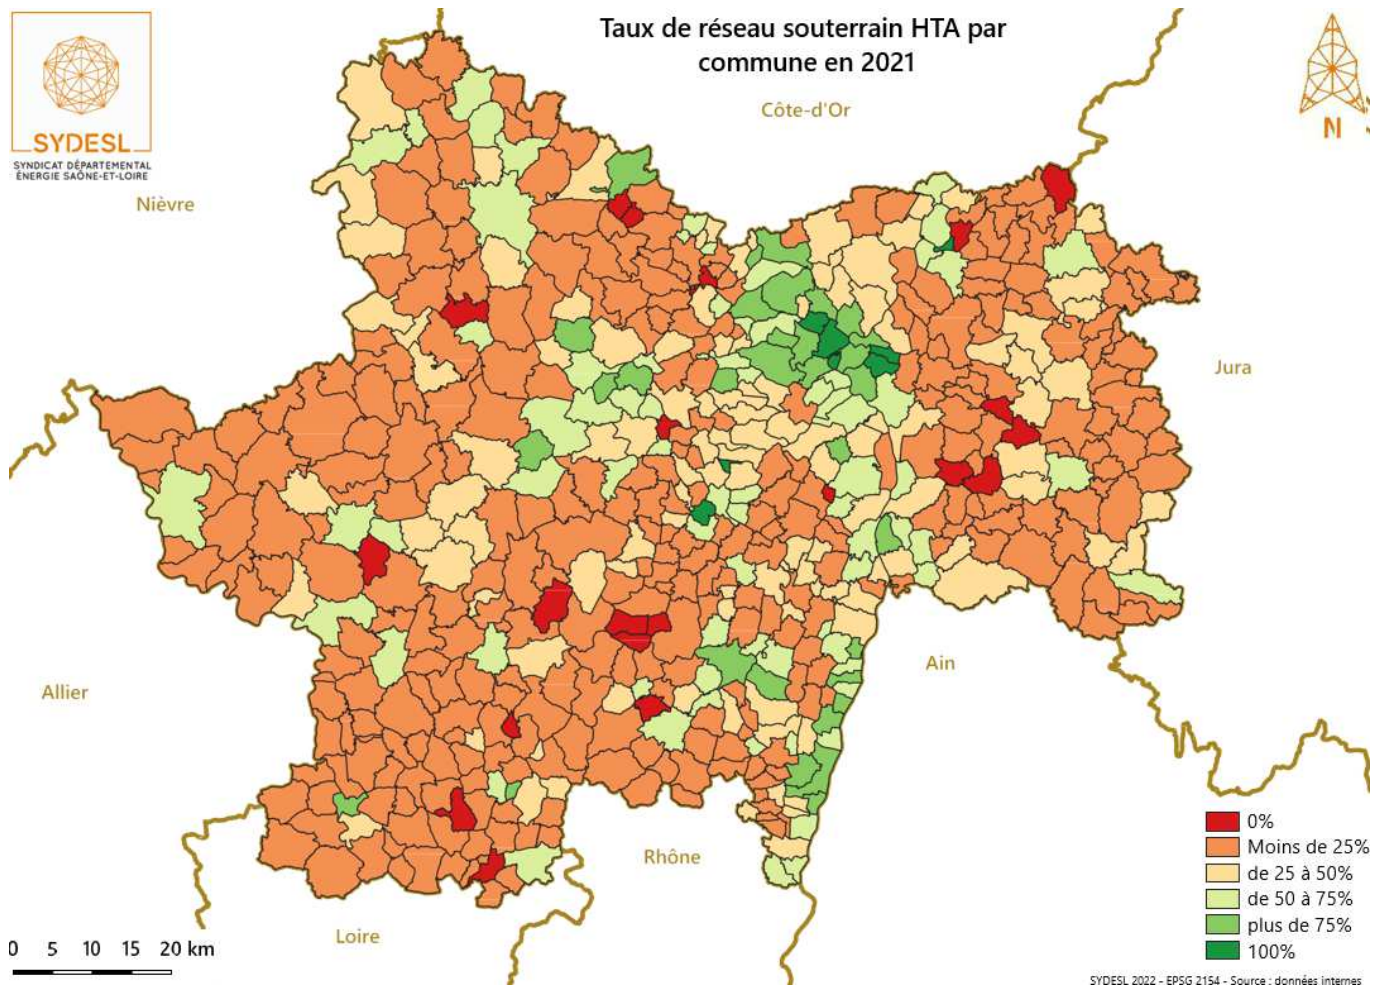 Taux de réseau souterrain HTA par
commune en 2021
SYDESL
SYNDICAT DÉPARTEMENTAL
ÉNERGIE SAÔNE-ET-LOIRE
N
Côte-d'Or
Nièvre
Jura
Allier
Ain
Rhône
Loire
0%
Moins de 25%
de 25 à 50%
de 50 à 75%
plus de 75%
100%
0 5 10 15 20 km
SYDESL 2022 - EPSG 2154 - Source : données internes